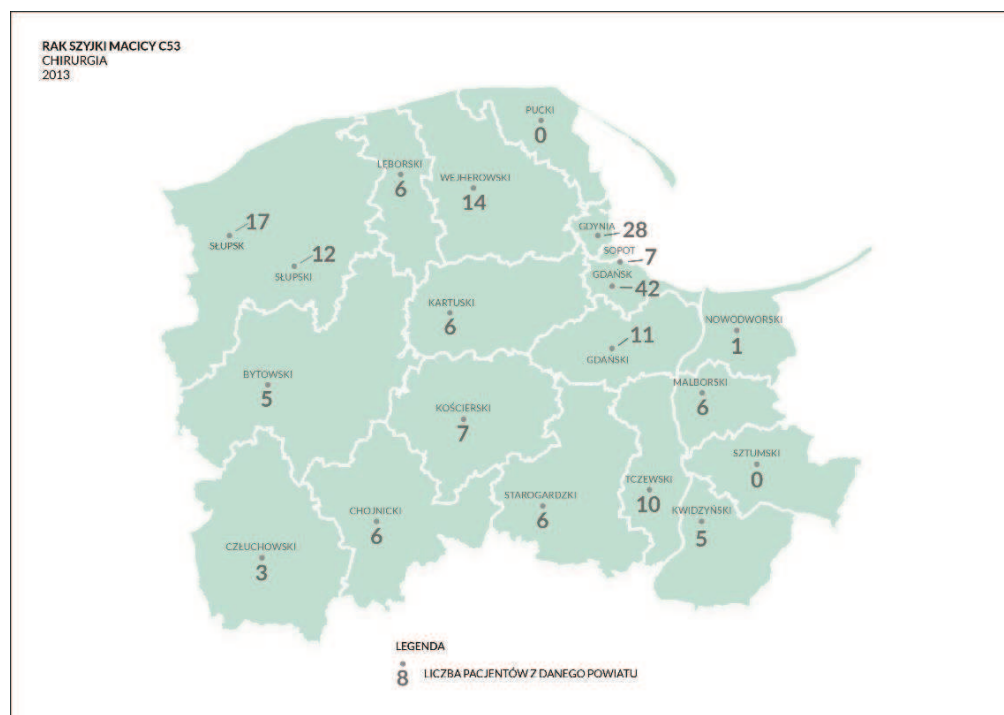 RAK SZYJKI MACICY C53
CHIRURGIA
2013
PUCKI
0
LĘBORSKI
6
WEJHEROWSKI
14
17
SŁUPSK
12
SŁUPSKI
GDYNIA
28
SOPOT
7
GDAŃSK
42
KARTUSKI
6
11
GDAŃSKI
NOWODWORSKI
1
BYTOWSKI
5
KOŚCIERSKI
7
MALBORSKI
6
SZTUMSKI
0
TCZEWSKI
10
STAROGARDZKI
6
KWIDZYŃSKI
5
CHOJNICKI
6
CZŁUCHOWSKI
3
LEGENDA
8 LICZBA PACJENTÓW Z DANEGO POWIATU